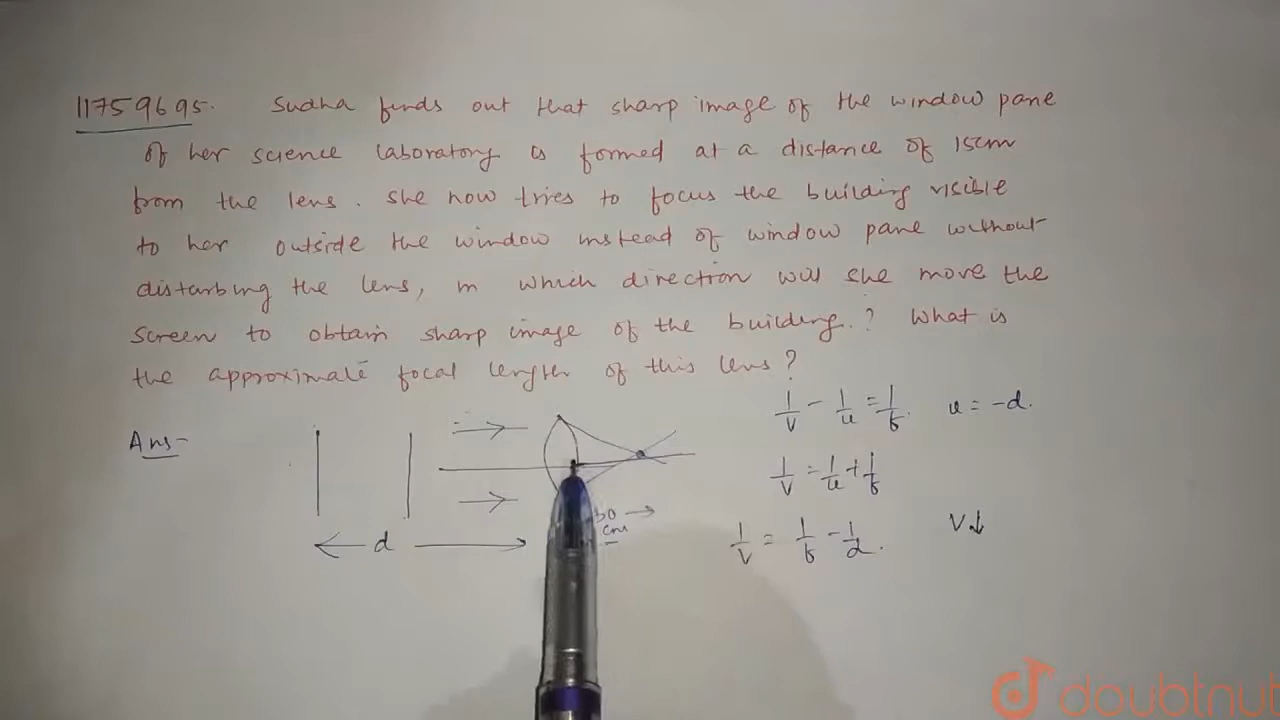 11759695. Sudha finds out that sharp image of the window pane
of her science laboratory is formed at a distance of 15cm
from the lens. She now tries to focus the building visible
to her outside the window instead of window pane without
distarbing the lens, in which direction will she move the
screen to obtain sharp image of the building.? What is
the approximate focal length of this lens?
1/v - 1/u = 1/f. u = -d.
Ans-
1/v = 1/u + 1/f
30 →
cm
v↓
1/v = 1/f - 1/d.
← d →
doubtnut